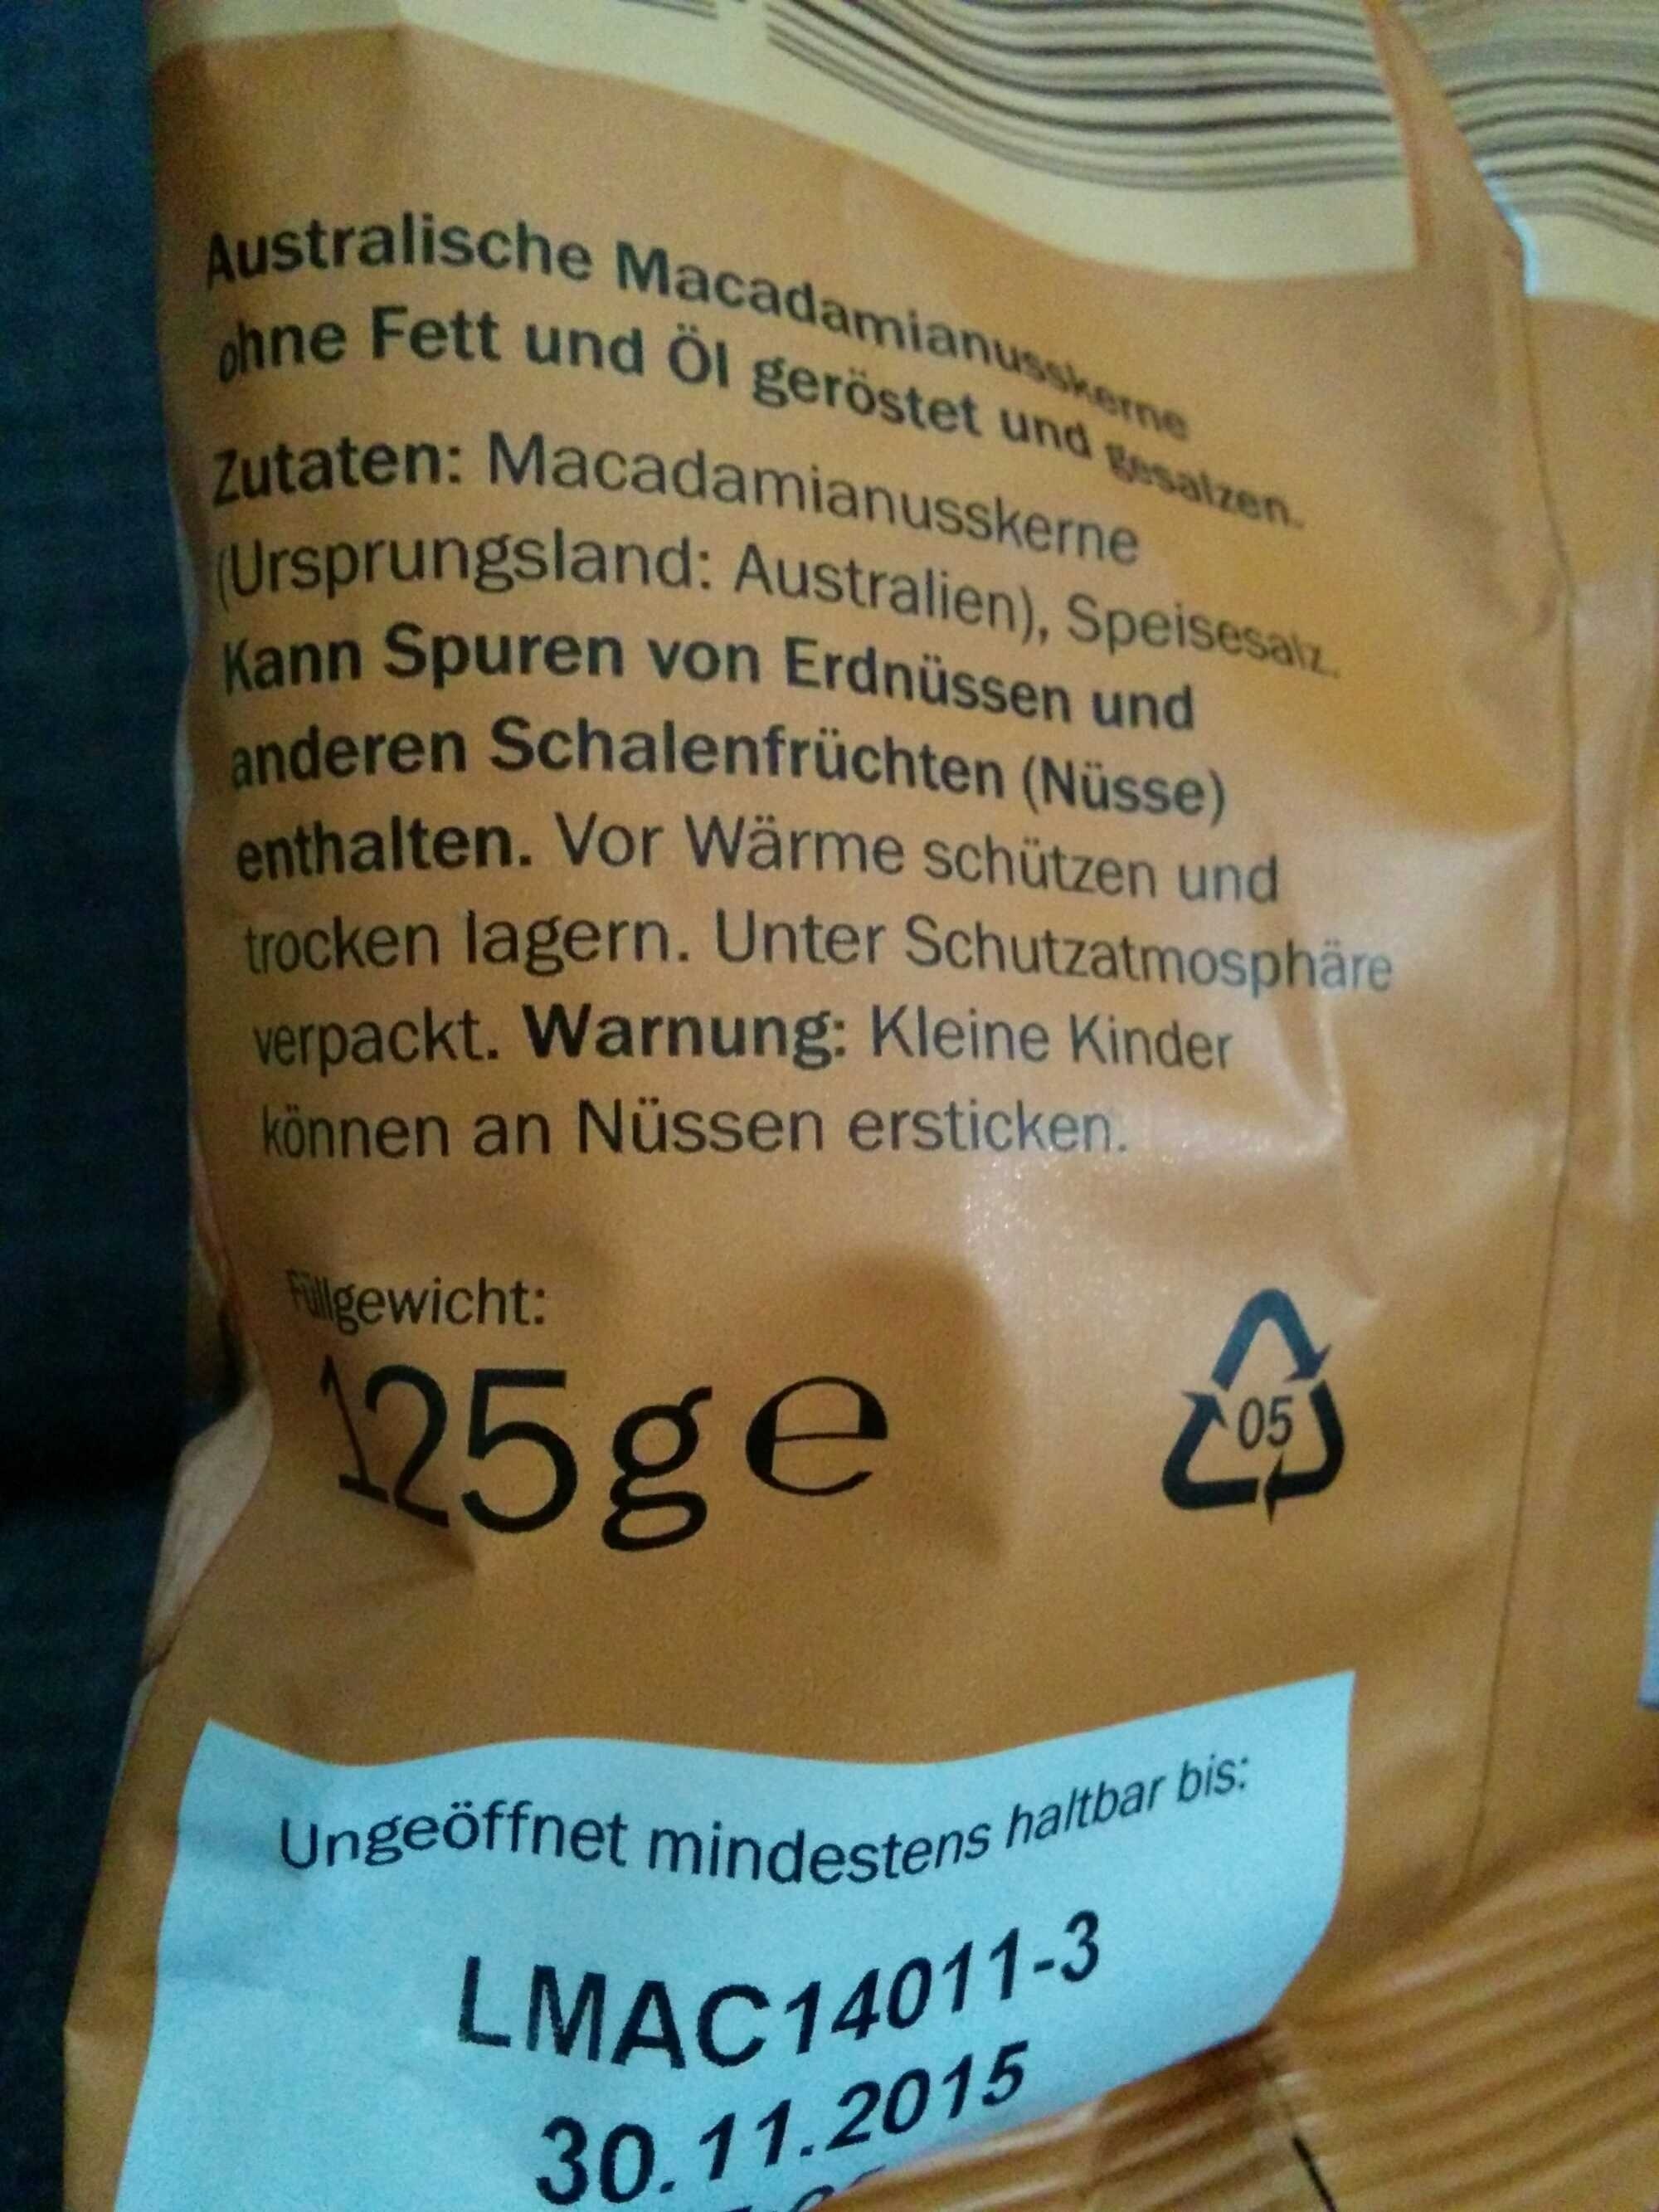 Australische Macadamianusskerne
ohne Fett und Öl geröstet und gesalzen.
Zutaten: Macadamianusskerne
(Ursprungsland: Australien), Speisesalz.
Kann Spuren von Erdnüssen und
anderen Schalenfrüchten (Nüsse)
enthalten. Vor Wärme schützen und
trocken lagern. Unter Schutzatmosphäre
verpackt. Warnung: Kleine Kinder
können an Nüssen ersticken.
Füllgewicht:
125g e
05
Ungeöffnet mindestens haltbar bis:
LMAC14011-3
30.11.2015